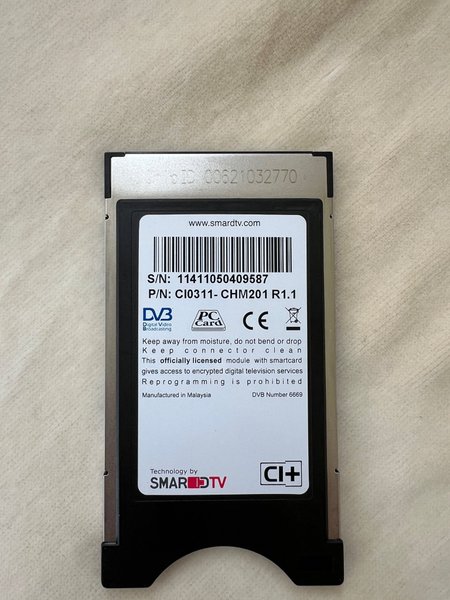 ChipID 00621032770
www.smardtv.com
S/N: 11411050409587
P/N: CI0311- CHM201 R1.1
DVB
Digital Video
Broadcasting
PC
Card
CE
Keep away from moisture, do not bend or drop
Keep connector clean
This officially licensed module with smartcard
gives access to encrypted digital television services
Reprogramming is prohibited
Manufactured in Malaysia DVB Number 6669
Technology by
SMARDTV
CI+